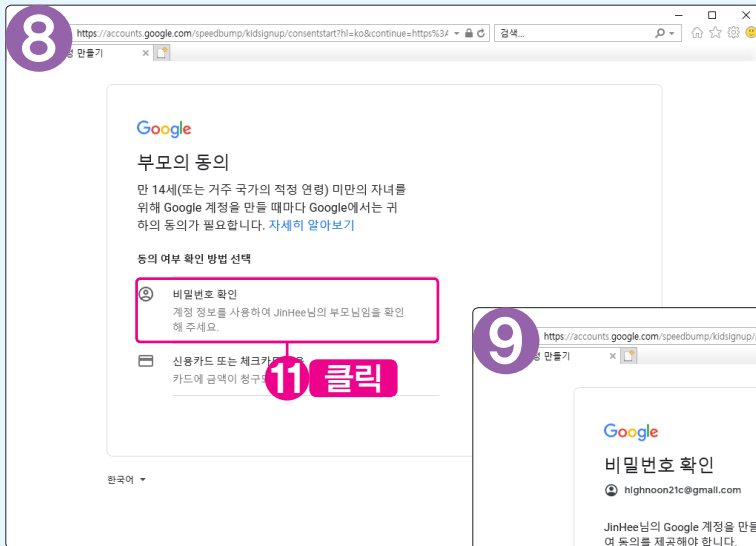 8
https://accounts.google.com/speedbump/kidsignup/consentstart?hl=ko&continue=https%3A
검색...
만들기
Google
부모의 동의
만 14세(또는 거주 국가의 적정 연령) 미만의 자녀를
위해 Google 계정을 만들 때마다 Google에서는 귀
하의 동의가 필요합니다. 자세히 알아보기
동의 여부 확인 방법 선택
비밀번호 확인
계정 정보를 사용하여 JinHee님의 부모님임을 확인
해 주세요.
신용카드 또는 체크카드
카드에 금액이 청구
11 클릭
한국어
9
https://accounts.google.com/speedbump/kidsignup/
만들기
Google
비밀번호 확인
highnoon21c@gmail.com
JinHee님의 Google 계정을 만들
여 동의를 제공해야 합니다.